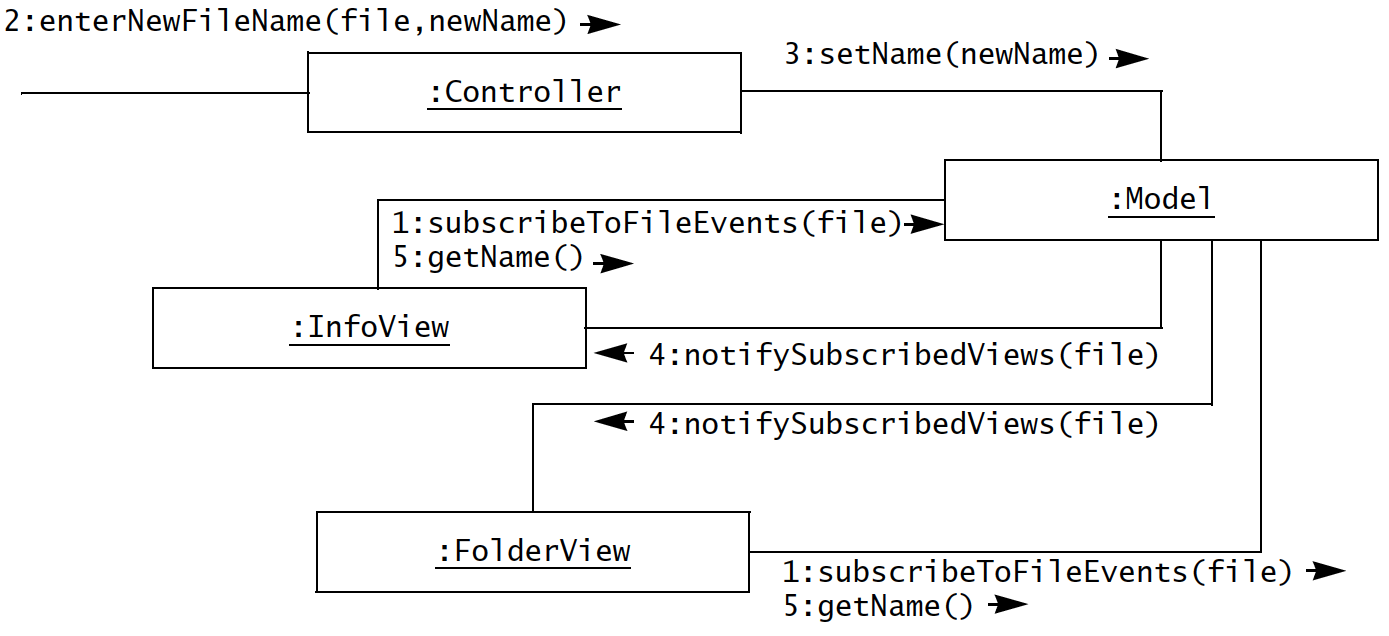 2:enterNewFileName(file,newName)
3:setName(newName)
:Controller
:Model
1:subscribeToFileEvents(file)
5:getName()
:InfoView
4:notifySubscribedViews(file)
4:notifySubscribedViews(file)
:FolderView
1:subscribeToFileEvents(file)
5:getName()